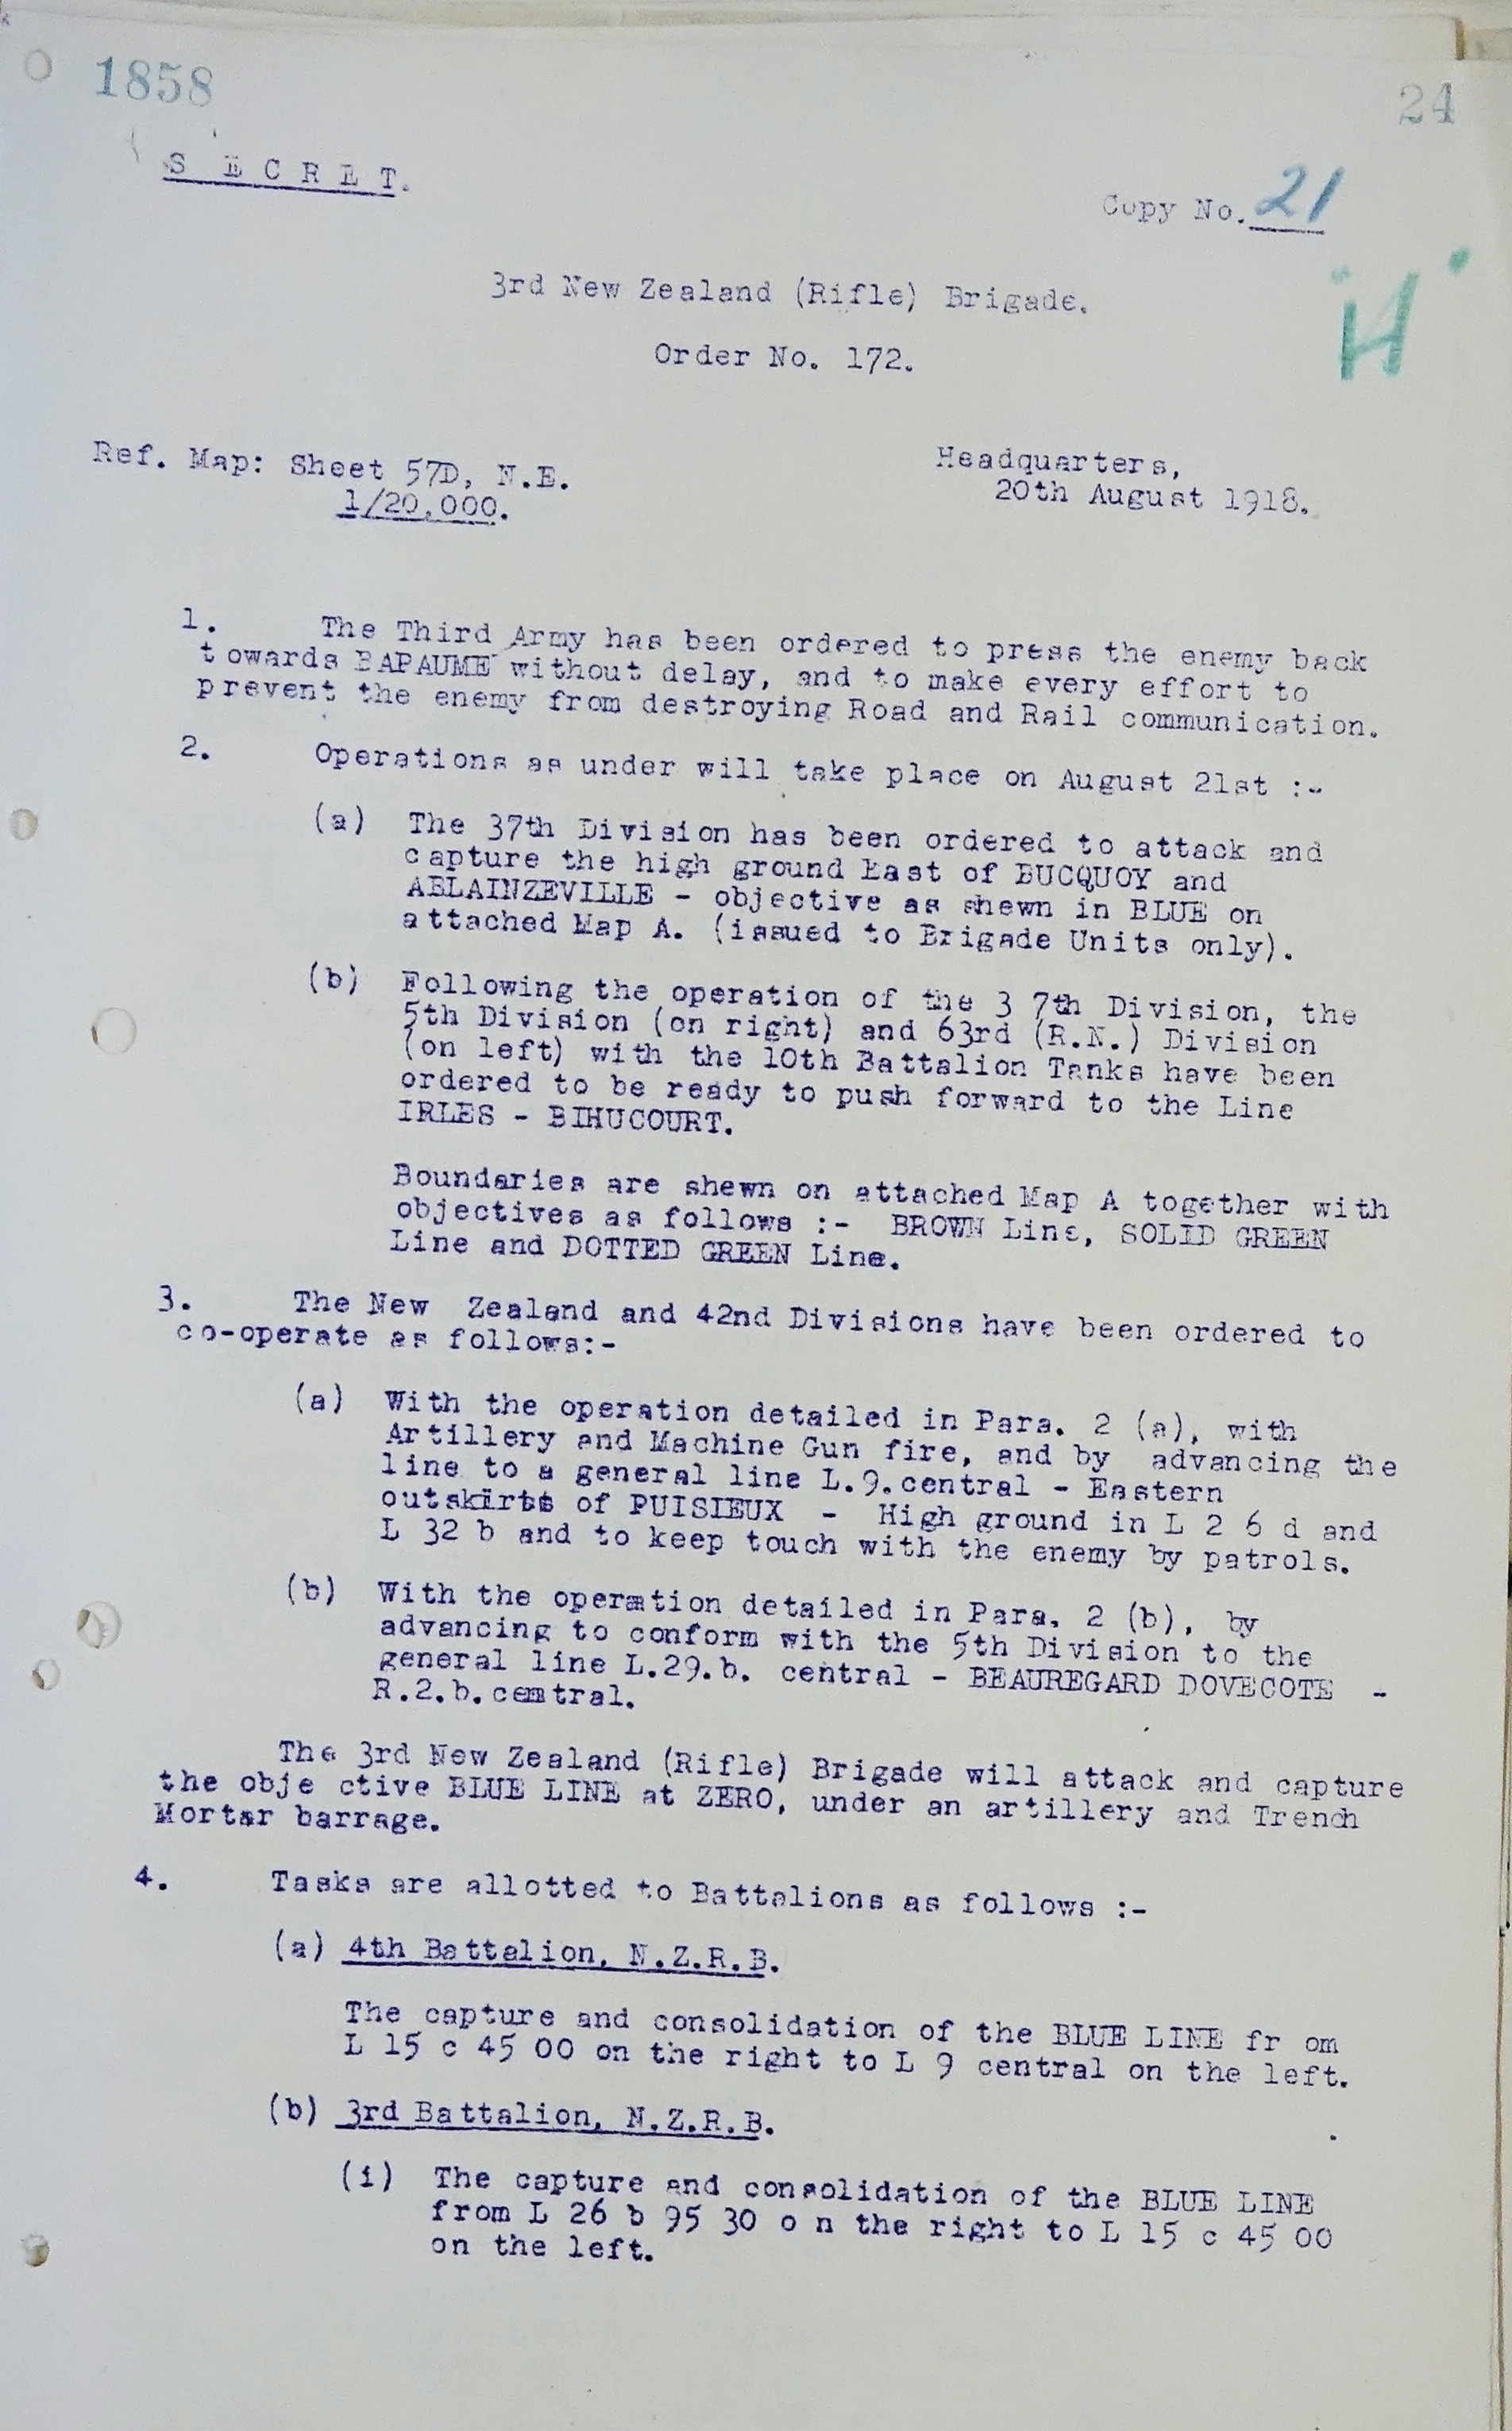 1858
24
S E C R E T.
Copy No. 21
"H"
3rd New Zealand (Rifle) Brigade.
Order No. 172.
Ref. Map: Sheet 57D, N.E.
1/20,000.
Headquarters,
20th August 1918.
1. The Third Army has been ordered to press the enemy back
towards BAPAUME without delay, and to make every effort to
prevent the enemy from destroying Road and Rail communication.
2. Operations as under will take place on August 21st :-
(a) The 37th Division has been ordered to attack and
capture the high ground East of BUCQUOY and
ABLAINZEVILLE - objective as shewn in BLUE on
attached Map A. (issued to Brigade Units only).
(b) Following the operation of the 3 7th Division, the
5th Division (on right) and 63rd (R.N.) Division
(on left) with the 10th Battalion Tanks have been
ordered to be ready to push forward to the Line
IRLES - BIHUCOURT.
Boundaries are shewn on attached Map A together with
objectives as follows :- BROWN Line, SOLID GREEN
Line and DOTTED GREEN Line.
3. The New Zealand and 42nd Divisions have been ordered to
co-operate as follows:-
(a) With the operation detailed in Para. 2 (a), with
Artillery and Machine Gun fire, and by advancing the
line to a general line L.9.central - Eastern
outskirts of PUISIEUX - High ground in L 2 6 d and
L 32 b and to keep touch with the enemy by patrols.
(b) With the operation detailed in Para. 2 (b), by
advancing to conform with the 5th Division to the
general line L.29.b. central - BEAUREGARD DOVECOTE -
R.2.b.central.
The 3rd New Zealand (Rifle) Brigade will attack and capture
the obje ctive BLUE LINE at ZERO, under an artillery and Trench
Mortar barrage.
4. Tasks are allotted to Battalions as follows :-
(a) 4th Battalion, N.Z.R.B.
The capture and consolidation of the BLUE LINE fr om
L 15 c 45 00 on the right to L 9 central on the left.
(b) 3rd Battalion, N.Z.R.B.
(i) The capture and consolidation of the BLUE LINE
from L 26 b 95 30 o n the right to L 15 c 45 00
on the left.